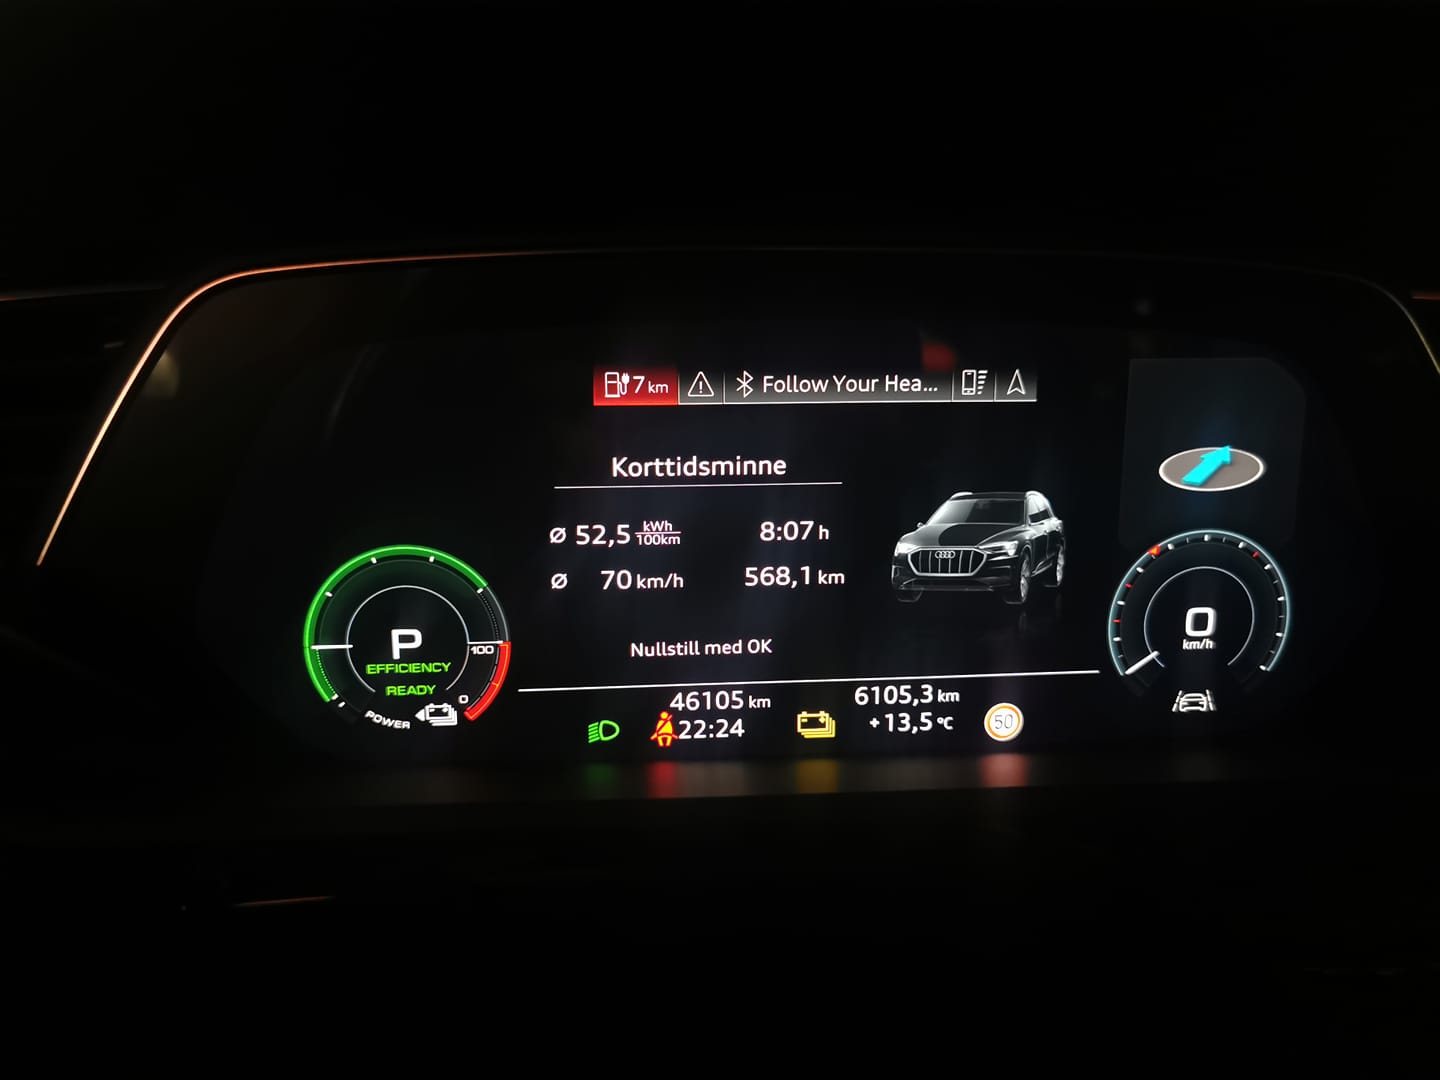 7 km
Follow Your Hea...
Korttidsminne
Ø 52,5 kWh/100km 8:07 h
Ø 70 km/h 568,1 km
Nullstill med OK
P
EFFICIENCY
READY
POWER
100
0
0
km/h
46105 km 6105,3 km
22:24 +13,5 °C
50